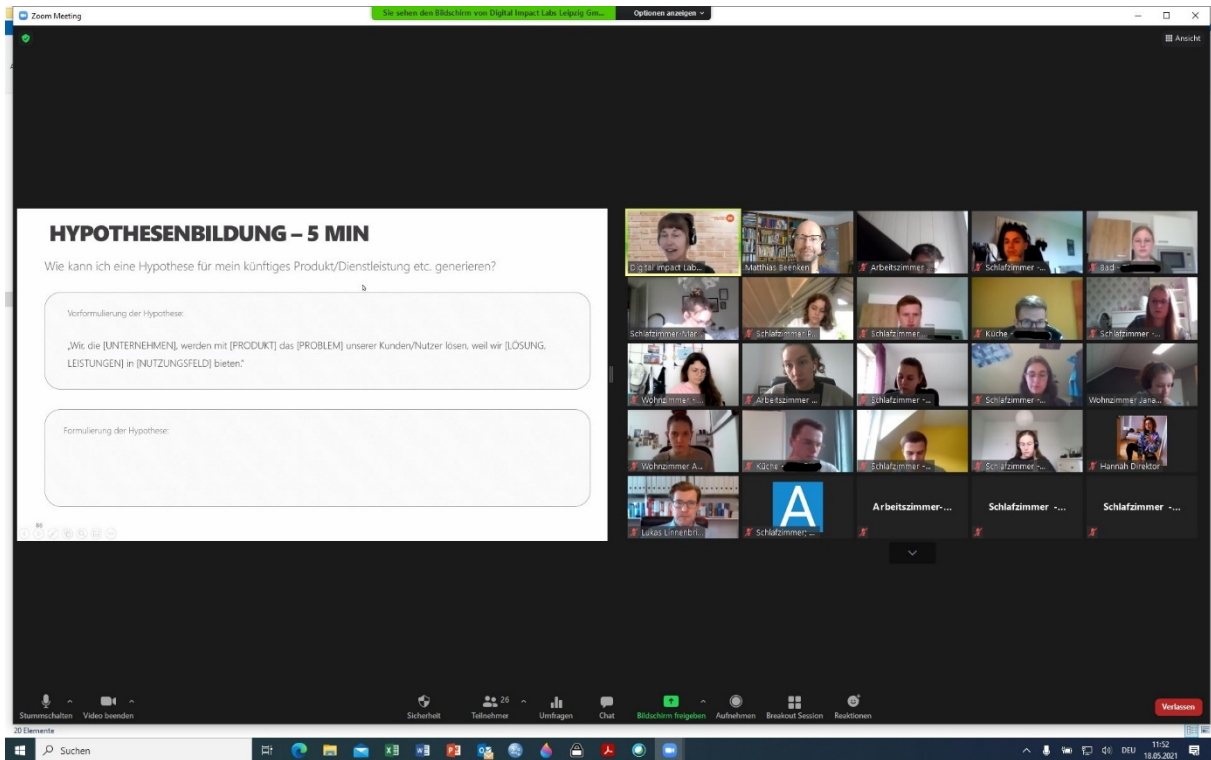 Zoom Meeting
Sie sehen den Bildschirm von Digital Impact Labs Leipzig Gm...
Optionen anzeigen
Ansicht
HYPOTHESENBILDUNG – 5 MIN
Wie kann ich eine Hypothese für mein künftiges Produkt/Dienstleistung etc. generieren?
Vorformulierung der Hypothese:
„Wir, die [UNTERNEHMEN], werden mit [PRODUKT] das [PROBLEM] unserer Kunden/Nutzer lösen, weil wir [LÖSUNG,
LEISTUNGEN] in [NUTZUNGSFELD] bieten.“
Formulierung der Hypothese:
86
Digital Impact Lab...
Matthias Beenken
Arbeitszimmer
Schlafzimmer -...
Bad -
Schlafzimmer-Mar...
Schlafzimmer-R...
Schlafzimmer
Küche -
Schlafzimmer -...
Wohnzimmer -...
Arbeitszimmer ...
Schlafzimmer -...
Schlafzimmer -...
Wohnzimmer Jana...
Wohnzimmer A...
Küche -
Schlafzimmer -...
Schlafzimmer -...
Hannah Direktor
Lukas Linnenbri...
A
Schlafzimmer; ...
Arbeitszimmer-...
Schlafzimmer -...
Schlafzimmer -...
Stummschalten
Video beenden
Sicherheit
26
Teilnehmer
Umfragen
Chat
Bildschirm freigeben
Aufnehmen
Breakout Session
Reaktionen
Verlassen
20 Elemente
Suchen
DEU
11:52
18.05.2021